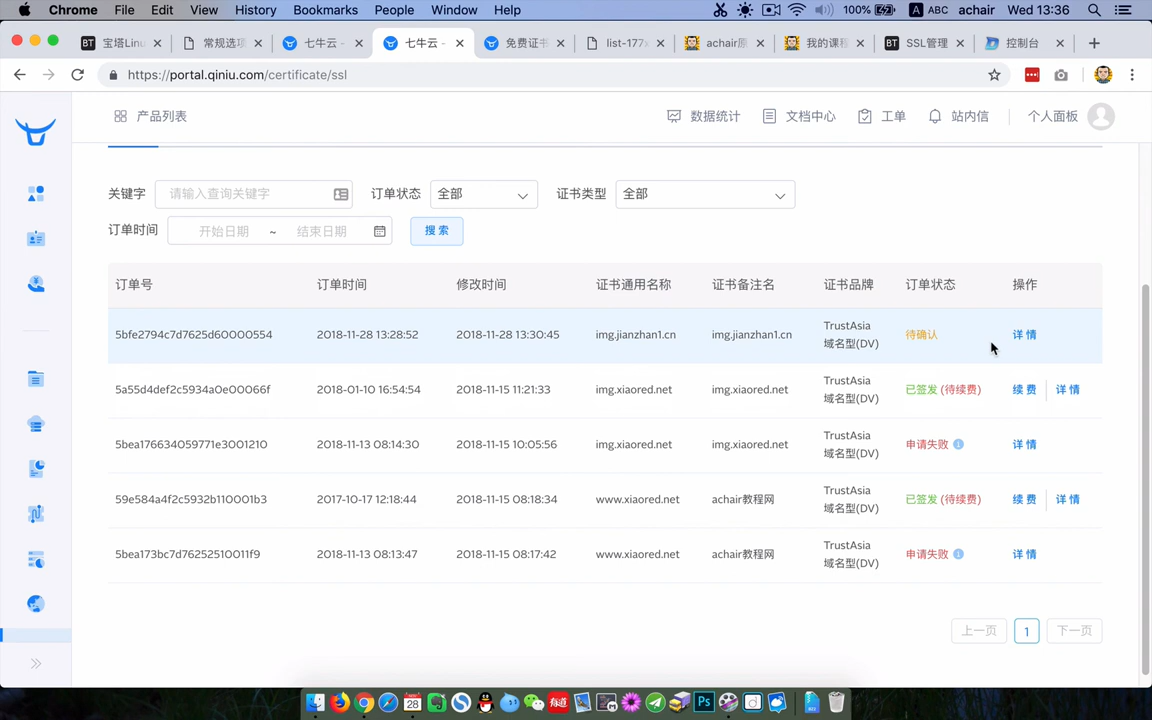 Chrome File Edit View History Bookmarks People Window Help 100% A ABC achair Wed 13:36
BT 宝塔Linu 常规选项 七牛云 - 七牛云 - 免费证书 list-177x achair原 我的课程 BT SSL管理 控制台
https://portal.qiniu.com/certificate/ssl
产品列表 数据统计 文档中心 工单 站内信 个人面板
关键字 请输入查询关键字 订单状态 全部 证书类型 全部
订单时间 开始日期 ~ 结束日期 搜索
订单号 订单时间 修改时间 证书通用名称 证书备注名 证书品牌 订单状态 操作
5bfe2794c7d7625d60000554 2018-11-28 13:28:52 2018-11-28 13:30:45 img.jianzhan1.cn img.jianzhan1.cn TrustAsia 域名型(DV) 待确认 详情
5a55d4def2c5934a0e00066f 2018-01-10 16:54:54 2018-11-15 11:21:33 img.xiaored.net img.xiaored.net TrustAsia 域名型(DV) 已签发 (待续费) 续费 详情
5bea176634059771e3001210 2018-11-13 08:14:30 2018-11-15 10:05:56 img.xiaored.net img.xiaored.net TrustAsia 域名型(DV) 申请失败 详情
59e584a4f2c5932b110001b3 2017-10-17 12:18:44 2018-11-15 08:18:34 www.xiaored.net achair教程网 TrustAsia 域名型(DV) 已签发 (待续费) 续费 详情
5bea173bc7d76252510011f9 2018-11-13 08:13:47 2018-11-15 08:17:42 www.xiaored.net achair教程网 TrustAsia 域名型(DV) 申请失败 详情
上一页 1 下一页
28 有道 Ps